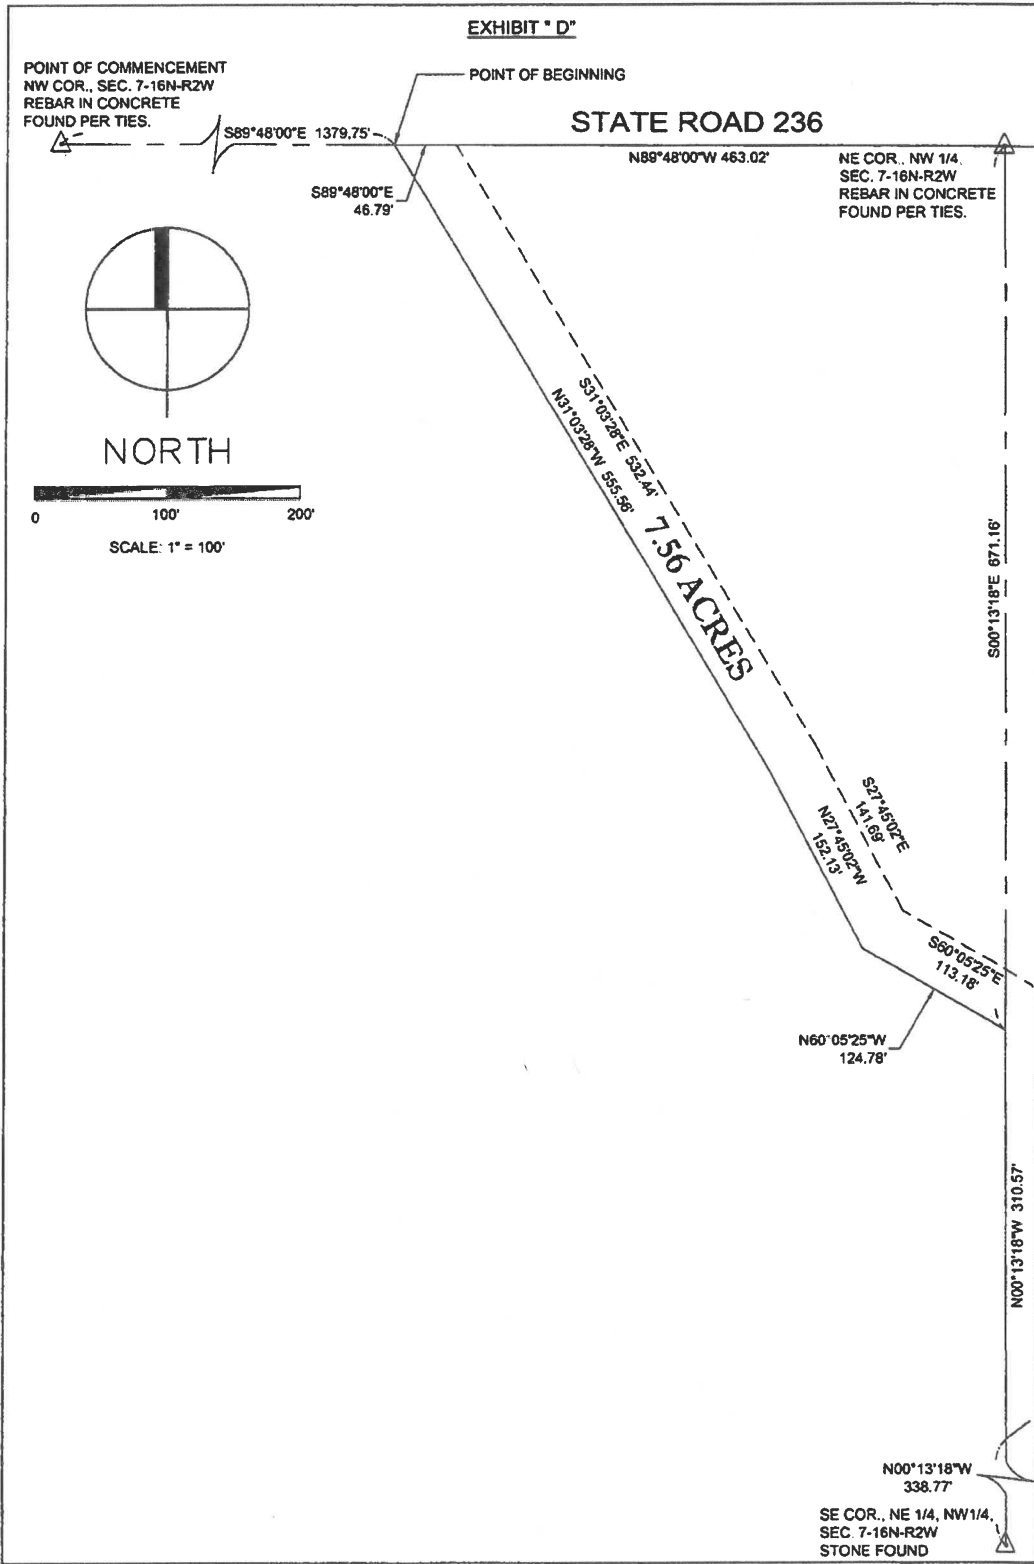 EXHIBIT " D"
POINT OF COMMENCEMENT
NW COR., SEC. 7-16N-R2W
REBAR IN CONCRETE
FOUND PER TIES.
POINT OF BEGINNING
S89°48'00"E 1379.75'
STATE ROAD 236
N89°48'00"W 463.02'
NE COR., NW 1/4,
SEC. 7-16N-R2W
REBAR IN CONCRETE
FOUND PER TIES.
S89°48'00"E
46.79'
NORTH
0 100' 200'
SCALE: 1" = 100'
S31°03'28"E 532.44'
N31°03'28"W 555.56'
7.56 ACRES
S00°13'18"E 671.16'
S27°45'02"E
141.69'
N27°45'02"W
152.13'
S60°05'25"E
113.18'
N60°05'25"W
124.78'
N00°13'18"W 310.57'
N00°13'18"W
338.77'
SE COR., NE 1/4, NW1/4,
SEC. 7-16N-R2W
STONE FOUND